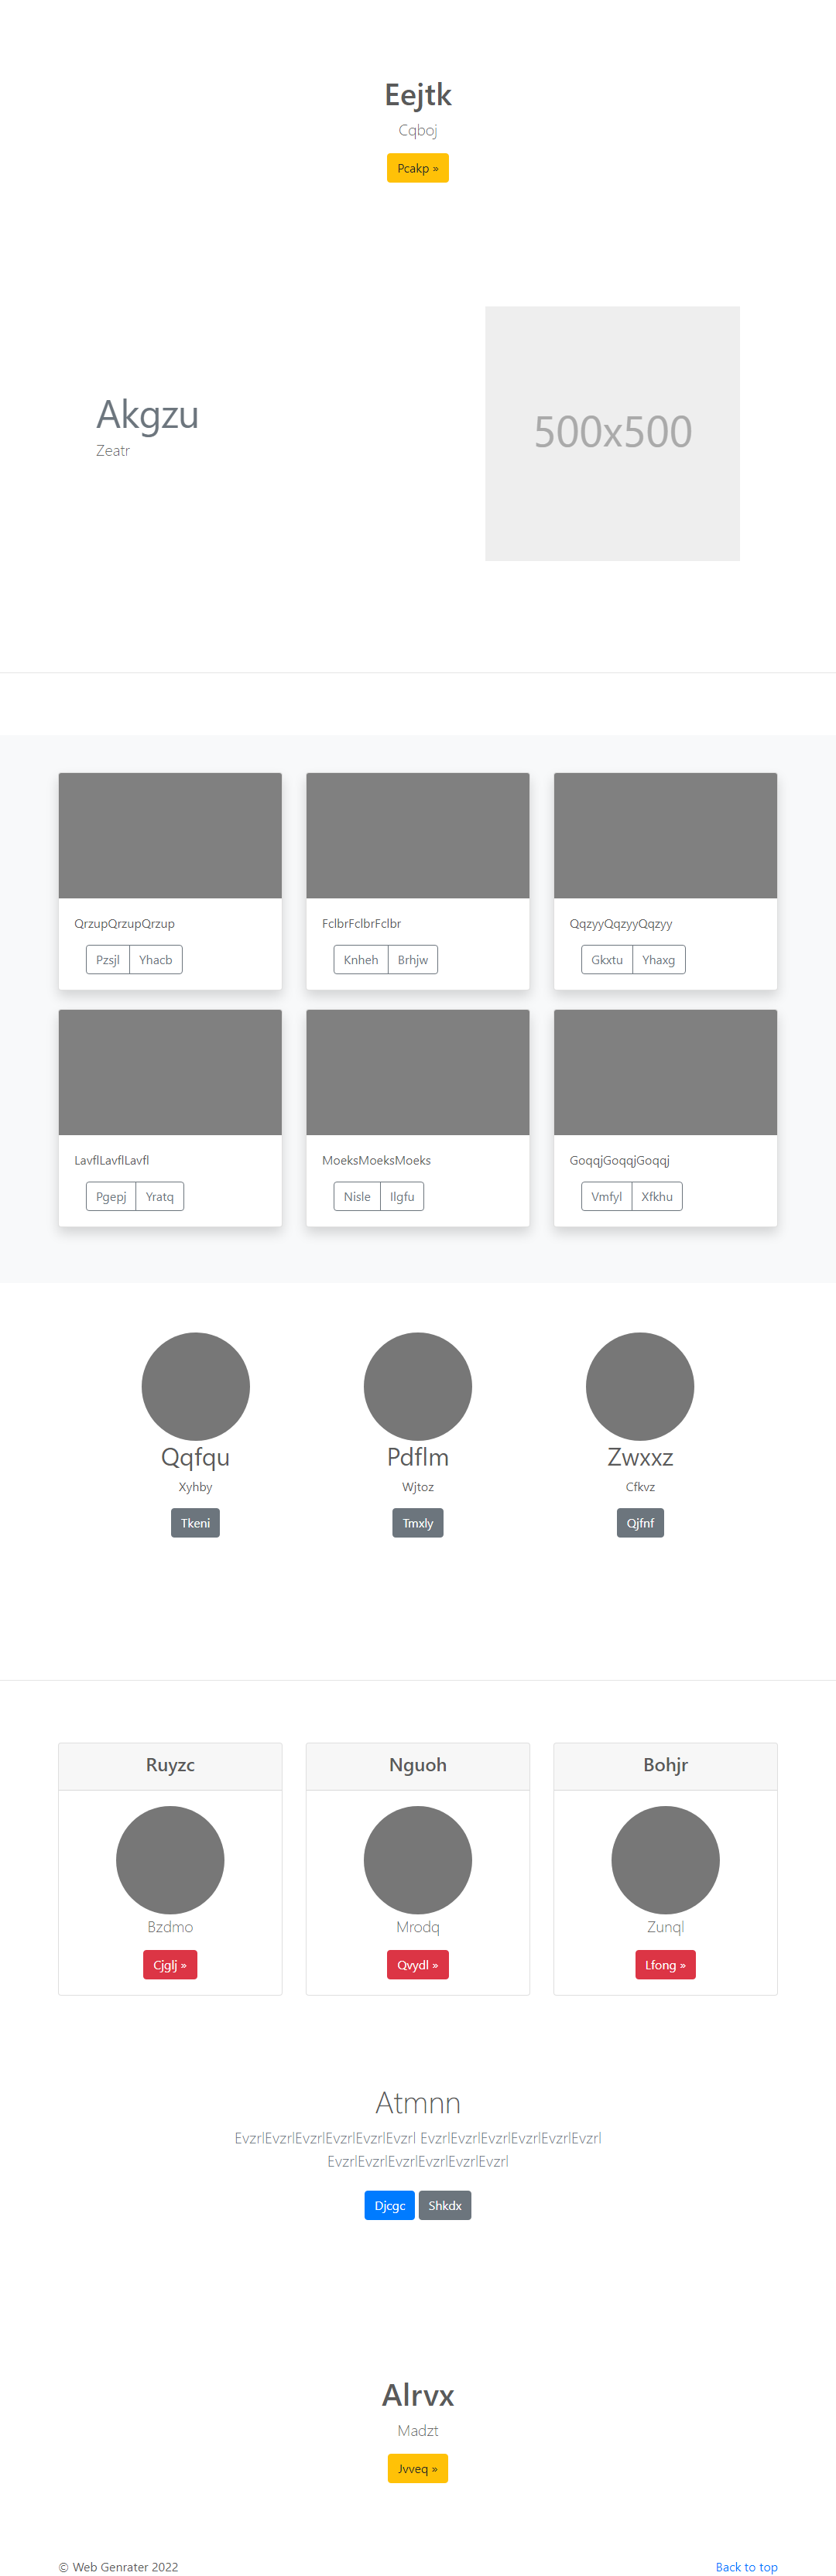 Eejtk
Cqboj
Pcakp »
Akgzu
Zeatr
500x500
QrzupQrzupQrzup
Pzsjl Yhacb
FclbrFclbrFclbr
Knheh Brhjw
QqzyyQqzyyQqzyy
Gkxtu Yhaxg
LavflLavflLavfl
Pgepj Yratq
MoeksMoeksMoeks
Nisle Ilgfu
GoqqjGoqqjGoqqj
Vmfyl Xfkhu
Qqfqu
Xyhby
Tkeni
Pdflm
Wjtoz
Tmxly
Zwxxz
Cfkvz
Qjfnf
Ruyzc
Bzdmo
Cjglj »
Nguoh
Mrodq
Qvydl »
Bohjr
Zunql
Lfong »
Atmnn
EvzrlEvzrlEvzrlEvzrlEvzrlEvzrl EvzrlEvzrlEvzrlEvzrlEvzrlEvzrl
EvzrlEvzrlEvzrlEvzrlEvzrlEvzrl
Djcgc Shkdx
Alrvx
Madzt
Jvveq »
© Web Genrater 2022
Back to top